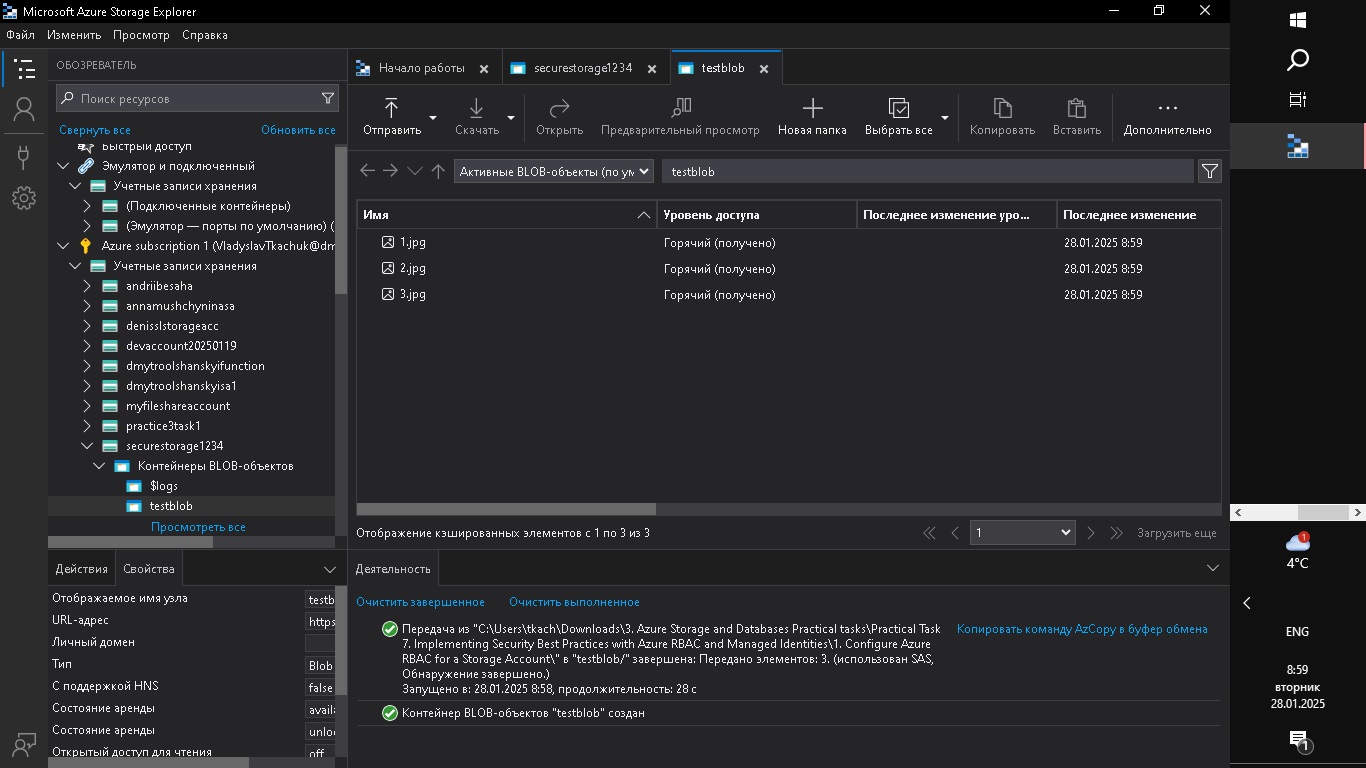 Microsoft Azure Storage Explorer
Файл Изменить Просмотр Справка
ОБОЗРЕВАТЕЛЬ
Поиск ресурсов
Свернуть все Обновить все
Быстрый доступ
Эмулятор и подключенный
Учетные записи хранения
(Подключенные контейнеры)
(Эмулятор — порты по умолчанию) (
Azure subscription 1 (VladyslavTkachuk@dm
Учетные записи хранения
andriibesaha
annamushchyninasa
denisslstorageacc
devaccount20250119
dmytroolshanskyifunction
dmytroolshanskyisa1
myfileshareaccount
practice3task1
securestorage1234
Контейнеры BLOB-объектов
$logs
testblob
Просмотреть все
Действия Свойства
Отображаемое имя узла testb
URL-адрес https
Личный домен
Тип Blob
С поддержкой HNS false
Состояние аренды availa
Состояние аренды unlo
Открытый доступ для чтения off
Начало работы securestorage1234 testblob
Отправить Скачать Открыть Предварительный просмотр Новая папка Выбрать все Копировать Вставить Дополнительно
Активные BLOB-объекты (по ум testblob
Имя Уровень доступа Последнее изменение уро... Последнее изменение
1.jpg Горячий (получено) 28.01.2025 8:59
2.jpg Горячий (получено) 28.01.2025 8:59
3.jpg Горячий (получено) 28.01.2025 8:59
Отображение кэшированных элементов с 1 по 3 из 3 1 Загрузить еще
Деятельность
Очистить завершенное Очистить выполненное
Передача из "C:\Users\tkach\Downloads\3. Azure Storage and Databases Practical tasks\Practical Task Копировать команду AzCopy в буфер обмена
7. Implementing Security Best Practices with Azure RBAC and Managed Identities\1. Configure Azure
RBAC for a Storage Account\" в "testblob/" завершена: Передано элементов: 3. (использован SAS,
Обнаружение завершено.)
Запущено в: 28.01.2025 8:58, продолжительность: 28 с
Контейнер BLOB-объектов "testblob" создан
1
4°C
ENG
8:59
вторник
28.01.2025
1